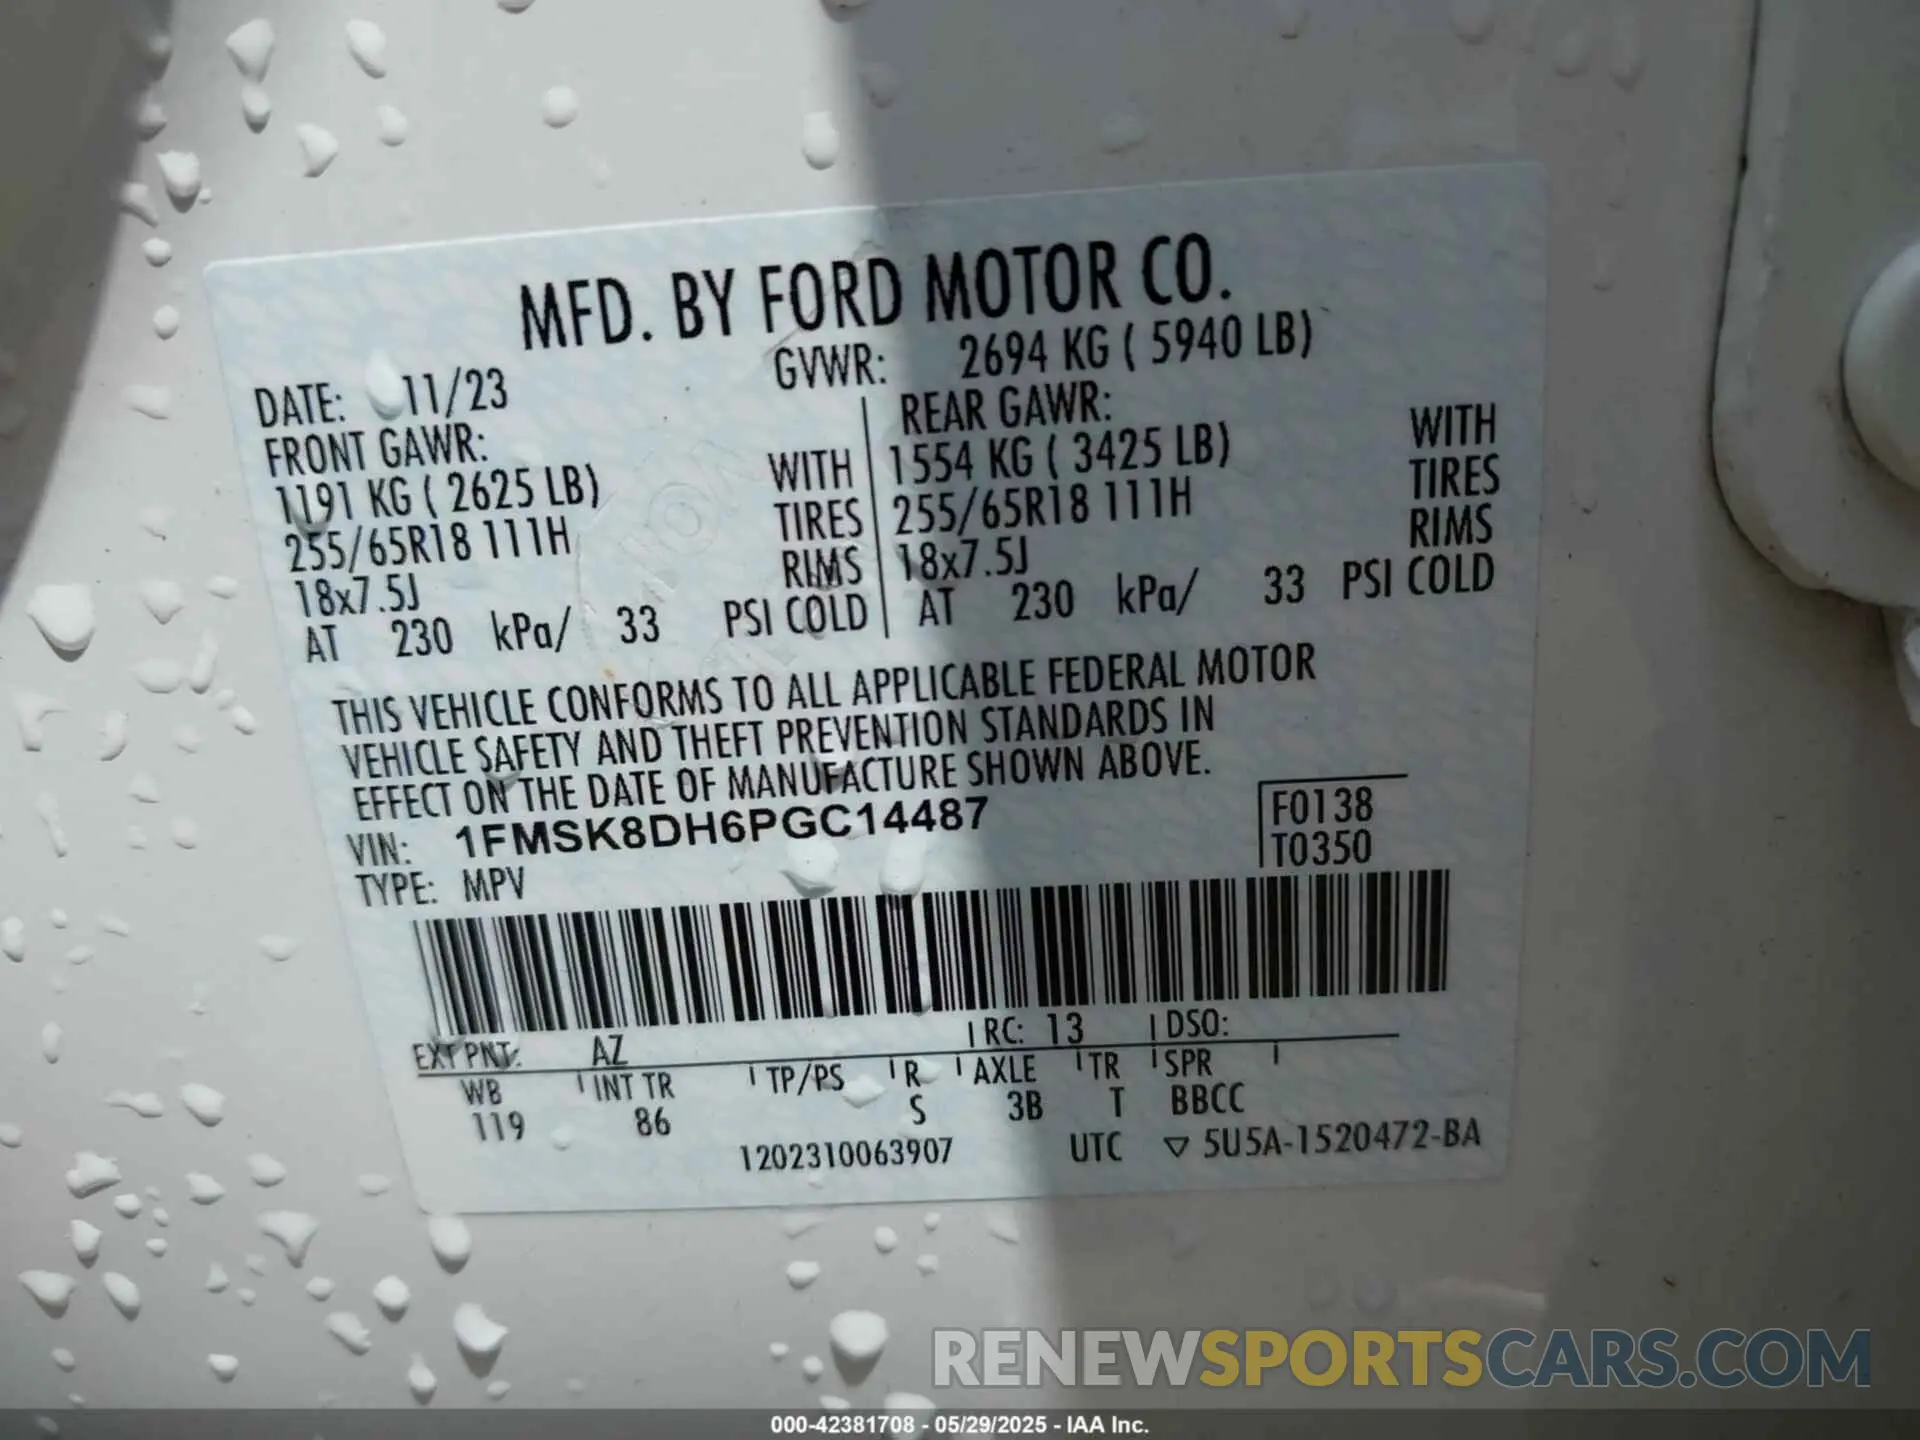 MFD. BY FORD MOTOR CO.
DATE: 11/23 GVWR: 2694 KG ( 5940 LB)
FRONT GAWR: REAR GAWR:
1191 KG ( 2625 LB) WITH 1554 KG ( 3425 LB) WITH
255/65R18 111H TIRES 255/65R18 111H TIRES
18x7.5J RIMS 18x7.5J RIMS
AT 230 kPa/ 33 PSI COLD AT 230 kPa/ 33 PSI COLD
THIS VEHICLE CONFORMS TO ALL APPLICABLE FEDERAL MOTOR
VEHICLE SAFETY AND THEFT PREVENTION STANDARDS IN
EFFECT ON THE DATE OF MANUFACTURE SHOWN ABOVE.
VIN: 1FMSK8DH6PGC14487 F0138
TYPE: MPV T0350
EXT PNT: AZ RC: 13 DSO:
WB INT TR TP/PS R AXLE TR SPR
119 86 S 3B T BBCC
1202310063907 UTC ▽ 5U5A-1520472-BA
RENEWSPORTSCARS.COM
000-42381708 - 05/29/2025 - IAA Inc.